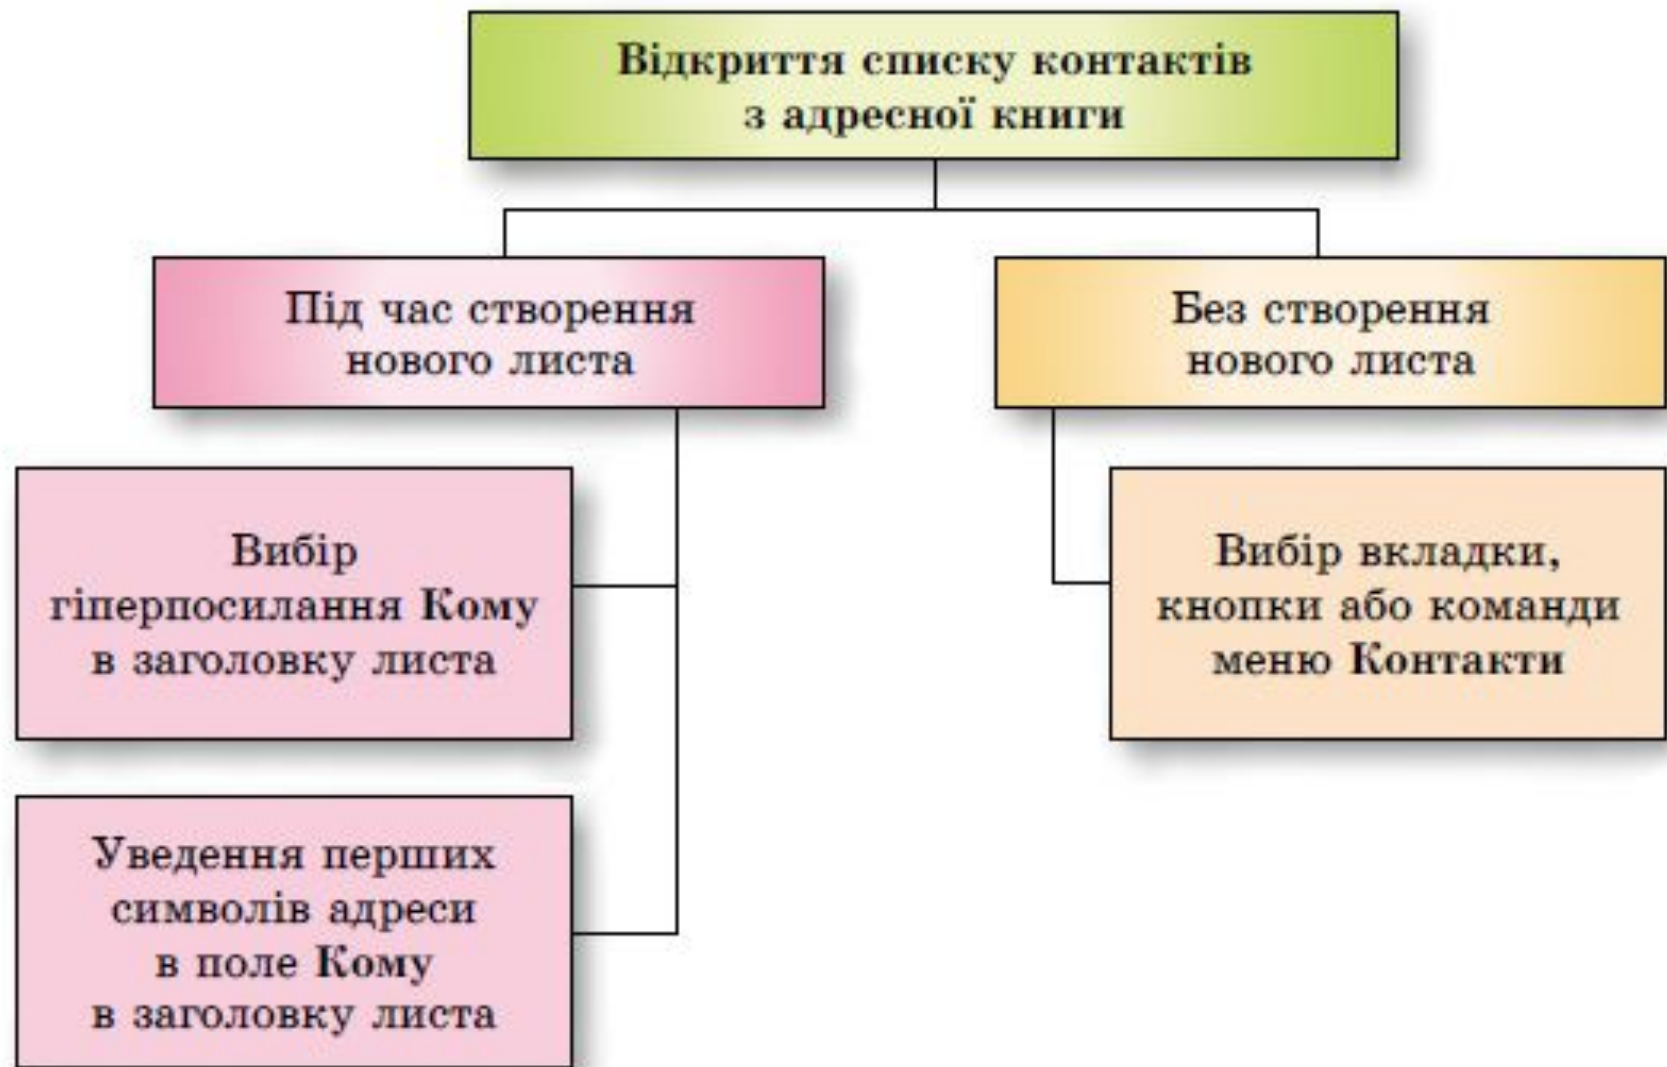 Відкриття списку контактів
з адресної книги
Під час створення
нового листа
Без створення
нового листа
Вибір
гіперпосилання Кому
в заголовку листа
Вибір вкладки,
кнопки або команди
меню Контакти
Уведення перших
символів адреси
в поле Кому
в заголовку листа